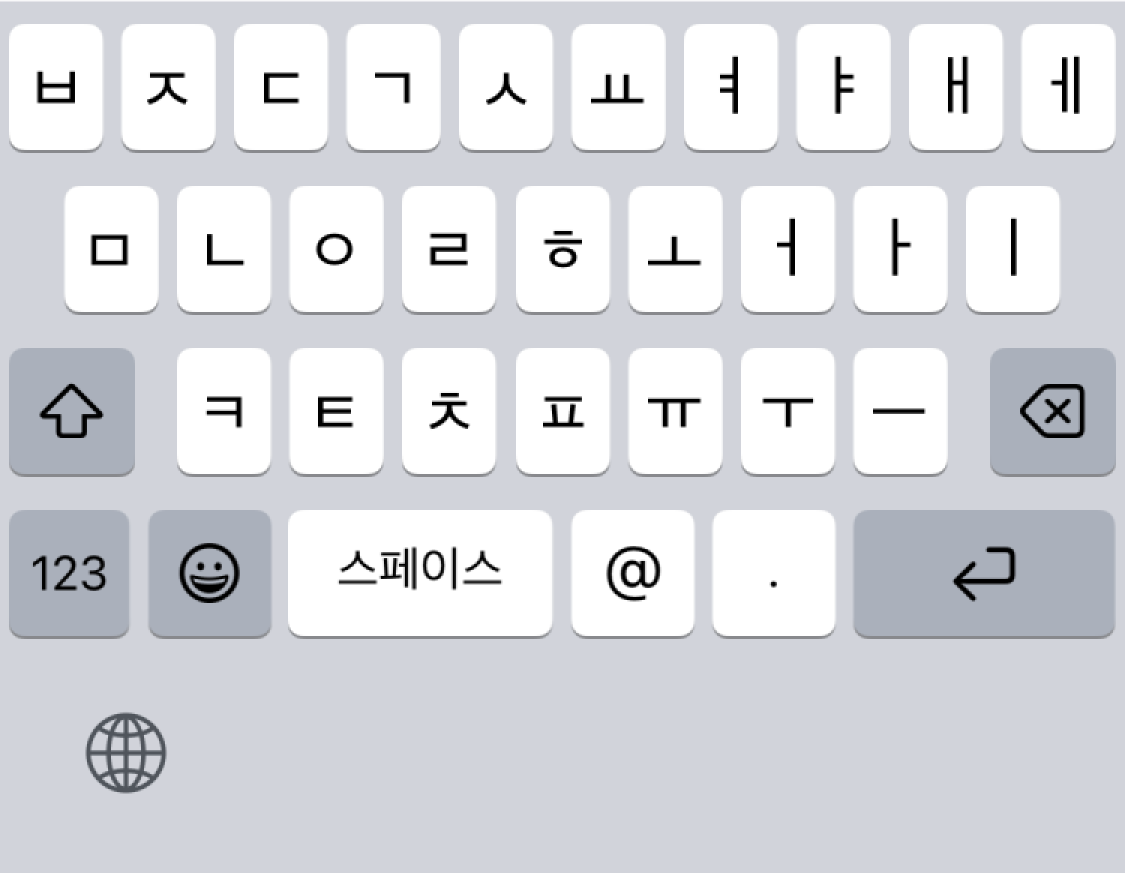 ㅂ ㅈ ㄷ ㄱ ㅅ ㅛ ㅕ ㅑ ㅐ ㅔ
ㅁ ㄴ ㅇ ㄹ ㅎ ㅗ ㅓ ㅏ ㅣ
ㅋ ㅌ ㅊ ㅍ ㅠ ㅜ ㅡ
123 스페이스 @ .